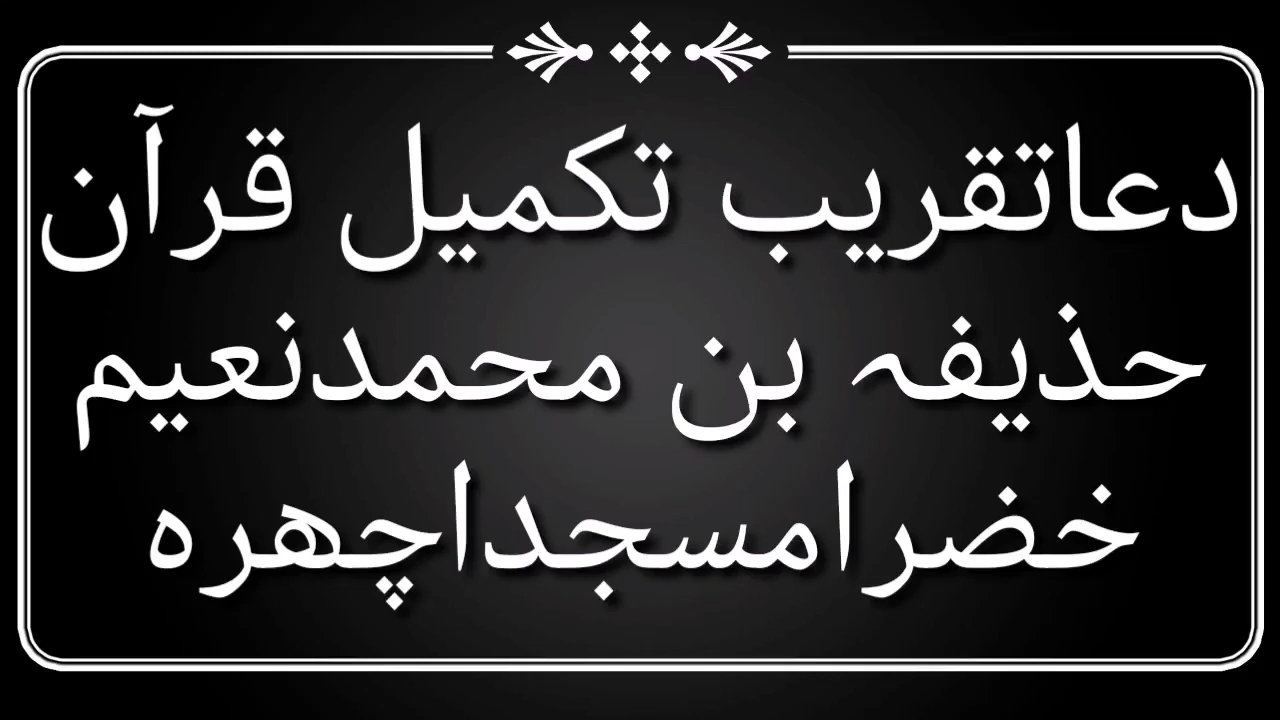 دعاتقریب تکمیل قرآن
حذیفہ بن محمدنعیم
خضرامسجداچھرہ